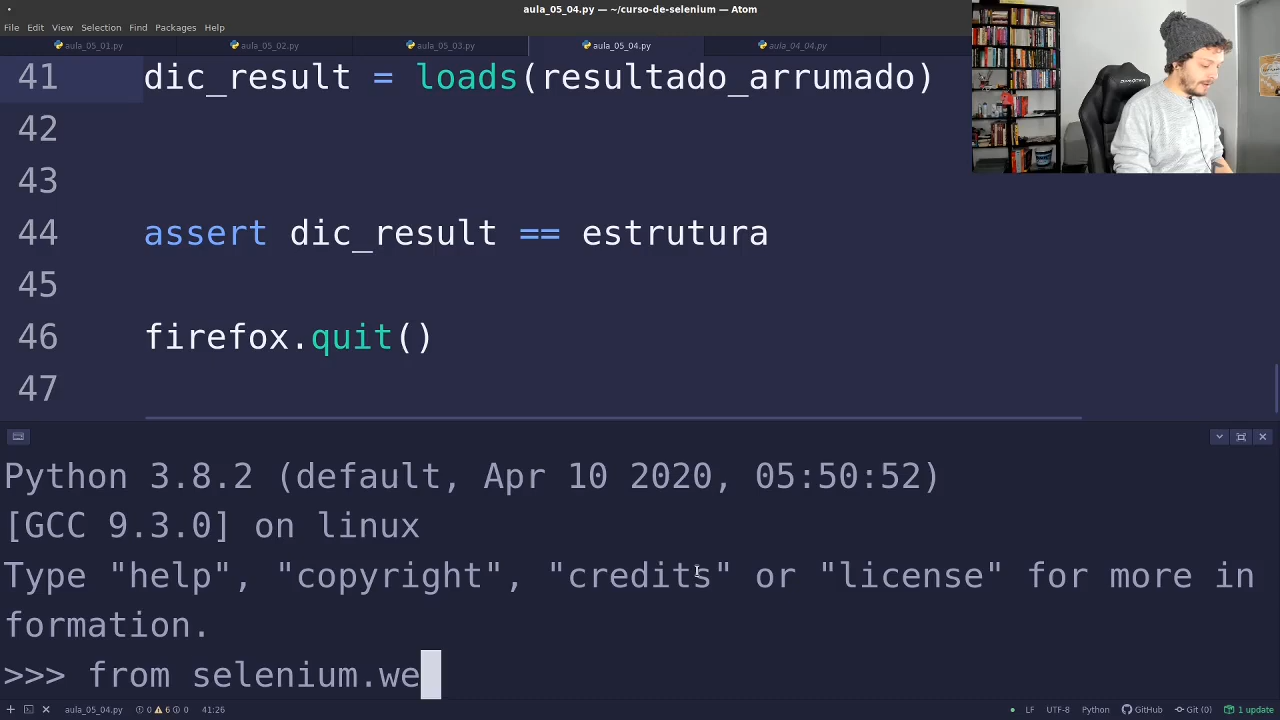 aula_05_04.py — ~/curso-de-selenium — Atom
File Edit View Selection Find Packages Help
aula_05_01.py aula_05_02.py aula_05_03.py aula_05_04.py aula_04_04.py
41 dic_result = loads(resultado_arrumado)
42
43
44 assert dic_result == estrutura
45
46 firefox.quit()
47
Python 3.8.2 (default, Apr 10 2020, 05:50:52)
[GCC 9.3.0] on linux
Type "help", "copyright", "credits" or "license" for more in
formation.
>>> from selenium.we
aula_05_04.py 0 6 0 41:26 LF UTF-8 Python GitHub Git (0) 1 update